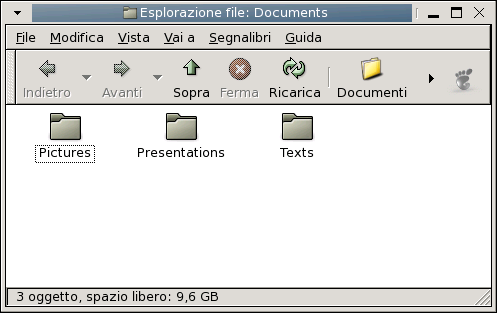 Esplorazione file: Documents
File Modifica Vista Vai a Segnalibri Guida
Indietro Avanti Sopra Ferma Ricarica Documenti
Pictures Presentations Texts
3 oggetto, spazio libero: 9,6 GB